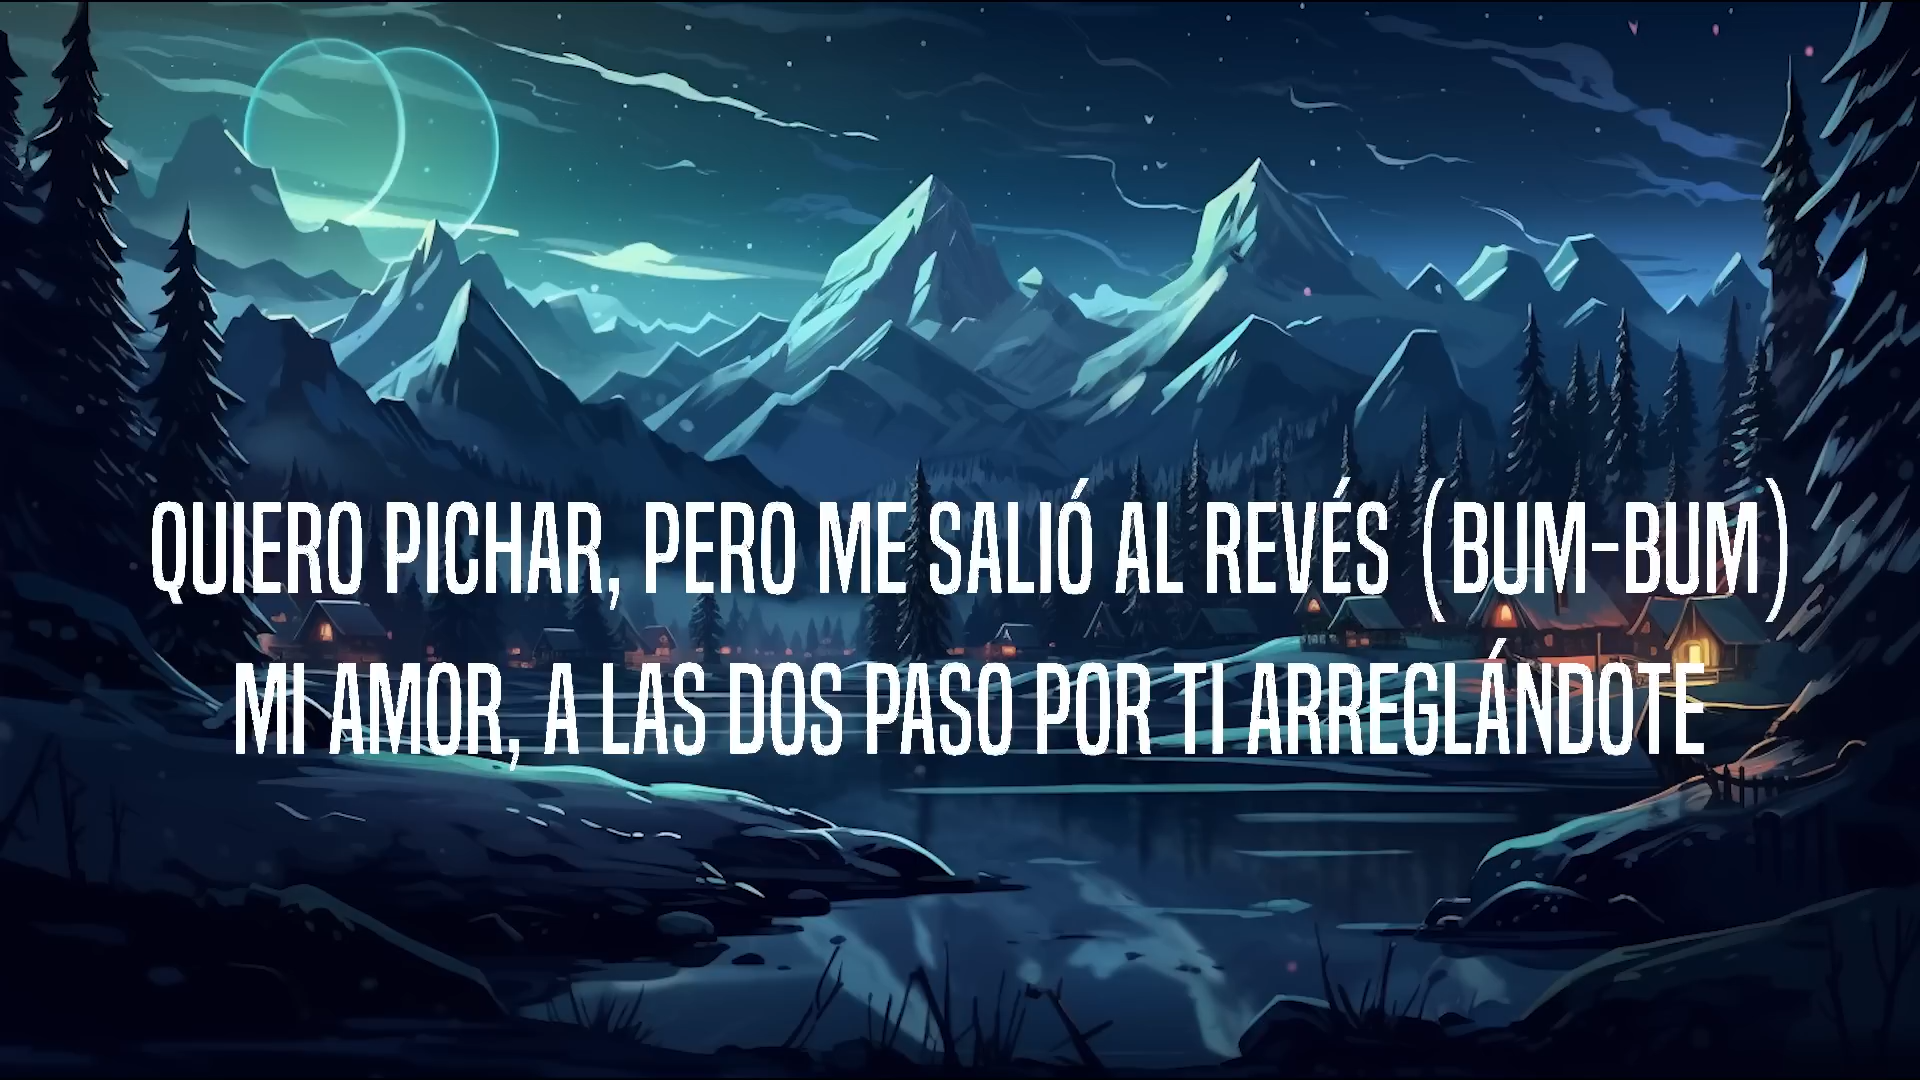 QUIERO PICHAR, PERO ME SALIÓ AL REVÉS (BUM-BUM)
MI AMOR, A LAS DOS PASO POR TI ARREGLÁNDOTE